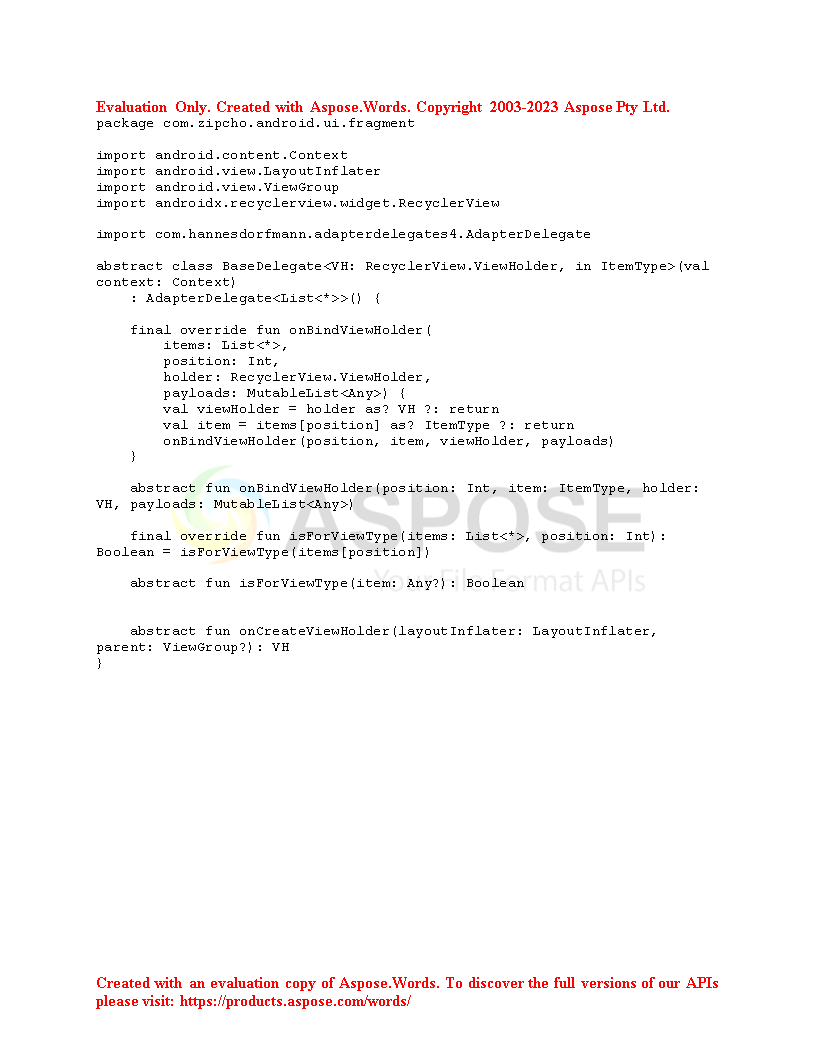 Evaluation Only. Created with Aspose.Words. Copyright 2003-2023 Aspose Pty Ltd.
package com.zipcho.android.ui.fragment

import android.content.Context
import android.view.LayoutInflater
import android.view.ViewGroup
import androidx.recyclerview.widget.RecyclerView

import com.hannesdorfmann.adapterdelegates4.AdapterDelegate

abstract class BaseDelegate<VH: RecyclerView.ViewHolder, in ItemType>(val
context: Context)
    : AdapterDelegate<List<*>>() {

    final override fun onBindViewHolder(
        items: List<*>,
        position: Int,
        holder: RecyclerView.ViewHolder,
        payloads: MutableList<Any>) {
        val viewHolder = holder as? VH ?: return
        val item = items[position] as? ItemType ?: return
        onBindViewHolder(position, item, viewHolder, payloads)
    }

    abstract fun onBindViewHolder(position: Int, item: ItemType, holder:
VH, payloads: MutableList<Any>)
ASPOSE

    final override fun isForViewType(items: List<*>, position: Int):
Boolean = isForViewType(items[position])

    abstract fun isForViewType(item: Any?): Boolean
Your File Format APIs

    abstract fun onCreateViewHolder(layoutInflater: LayoutInflater,
parent: ViewGroup?): VH
}
Created with an evaluation copy of Aspose.Words. To discover the full versions of our APIs
please visit: https://products.aspose.com/words/